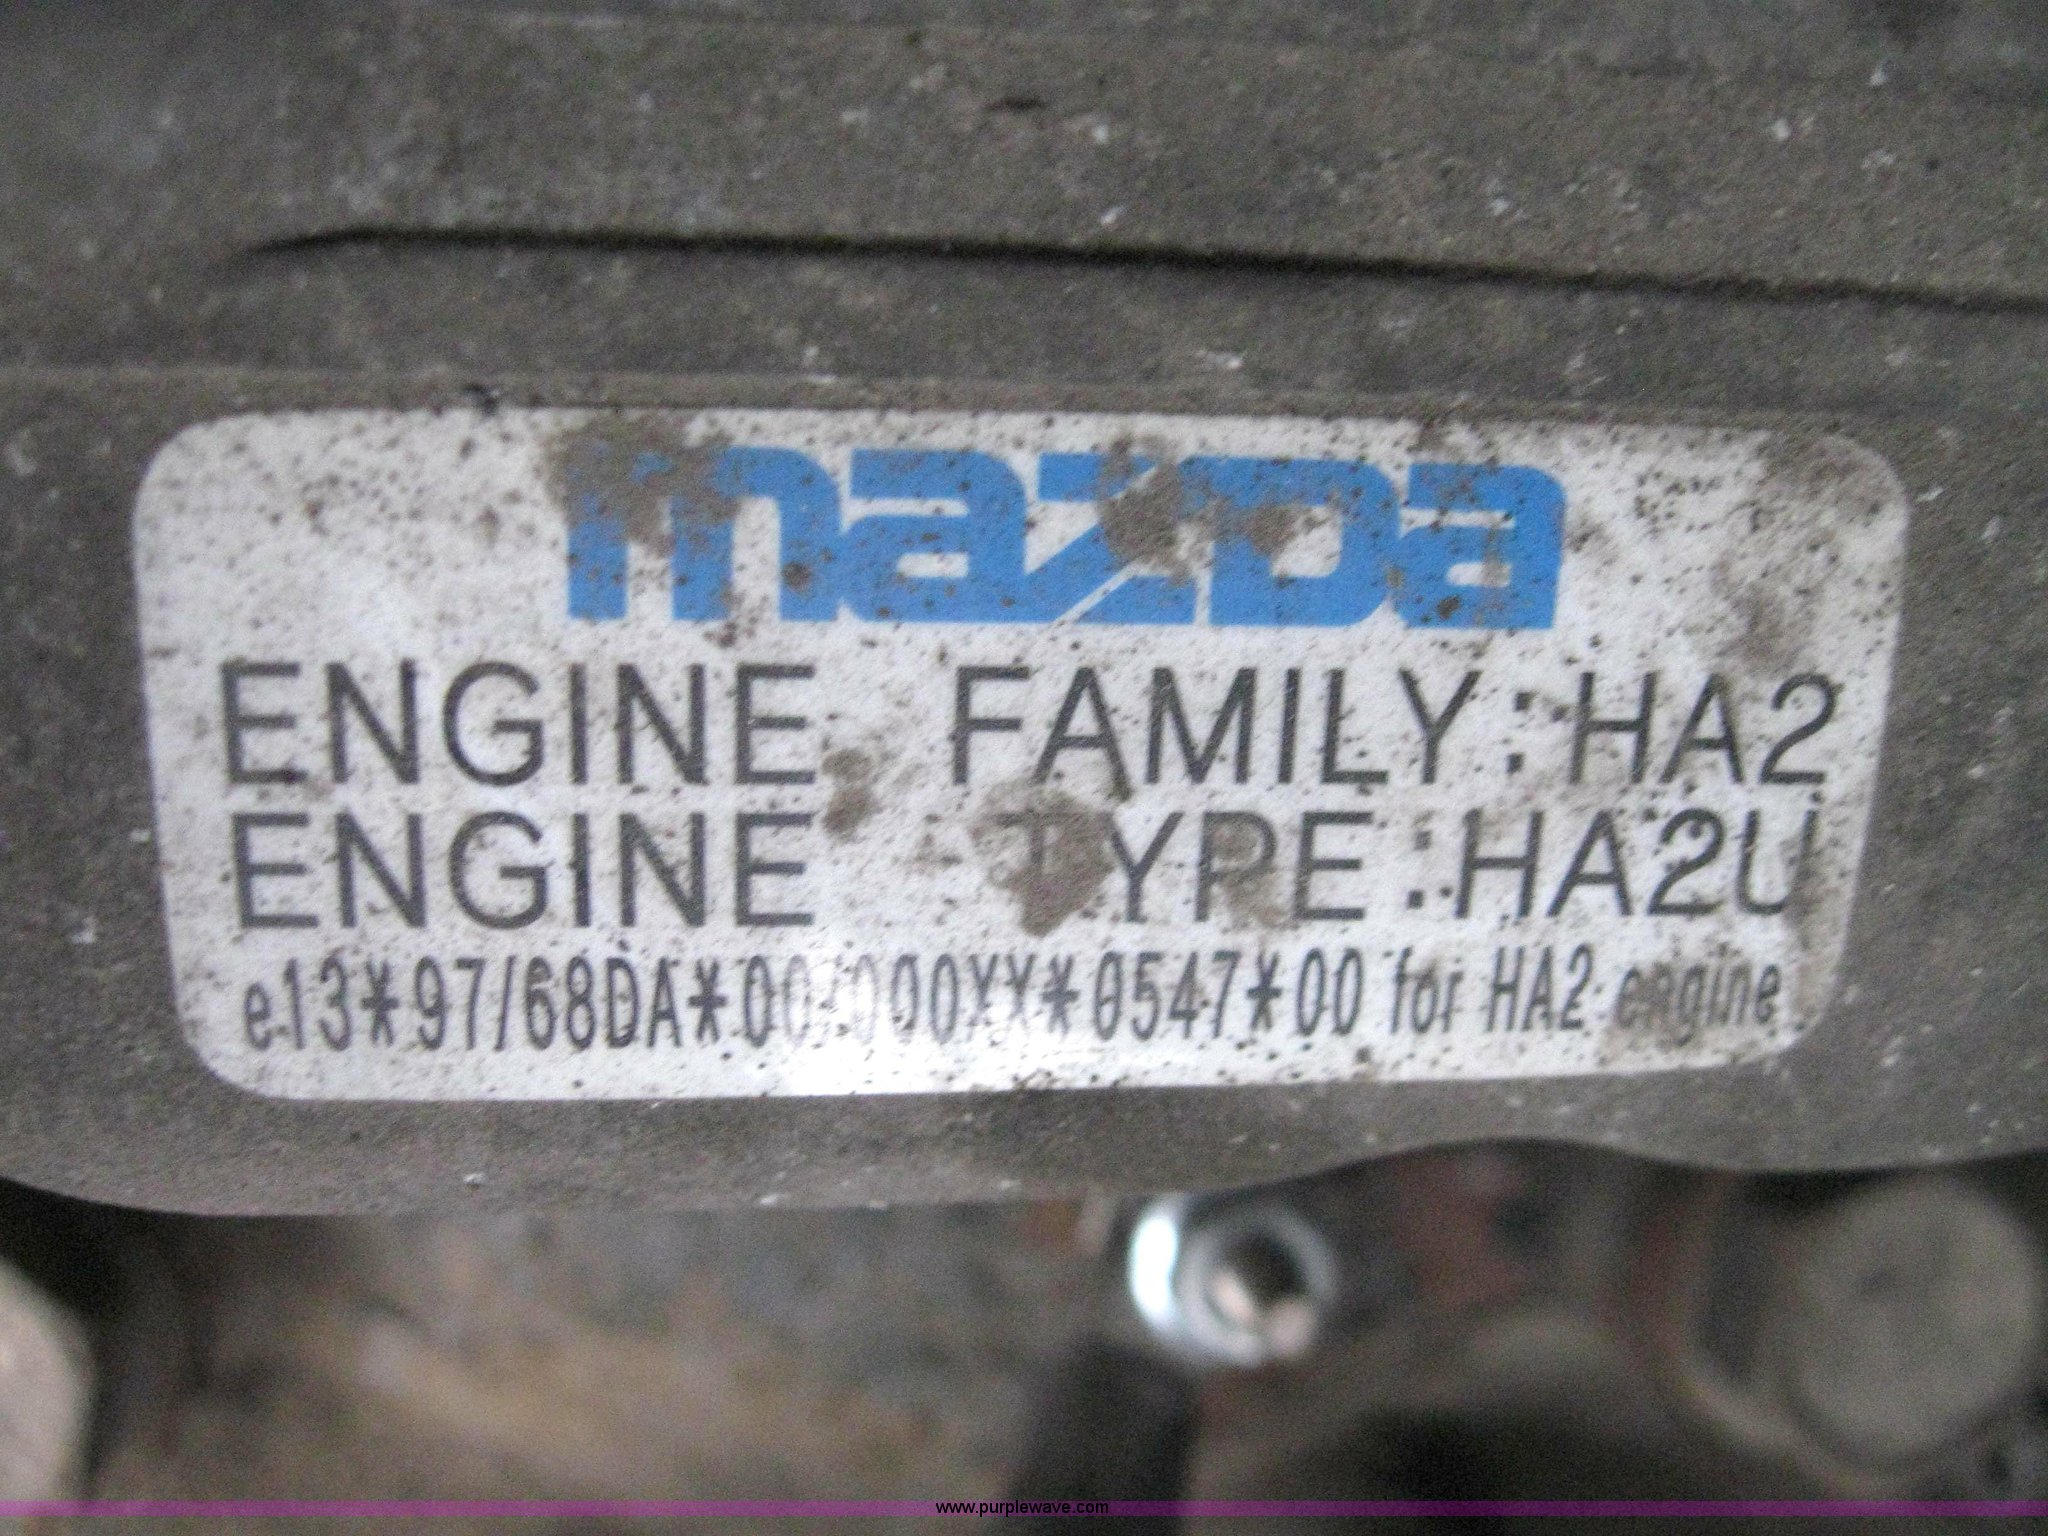 mazda
ENGINE FAMILY:HA2
ENGINE TYPE:HA2U
e13*97/68DA*00/000XX*0547*00 for HA2 engine
www.purplewave.com